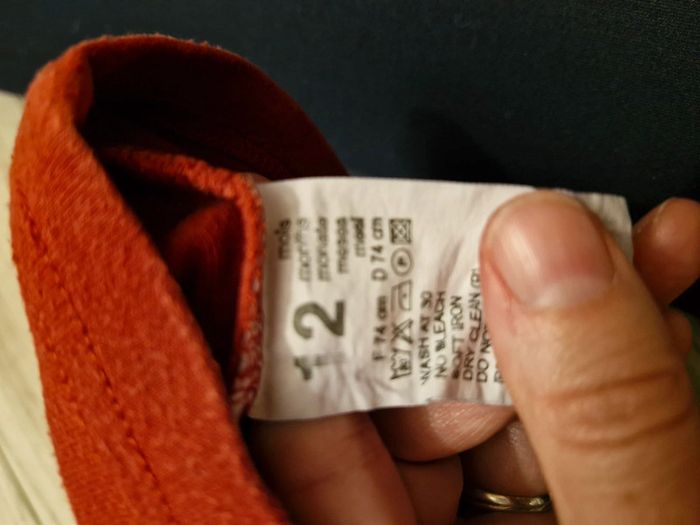 12
mois
months
monate
meses
mesi
F 74 cm D 74 cm
WASH AT 30
NO BLEACH
SOFT IRON
DRY CLEAN (P)
DO NOT